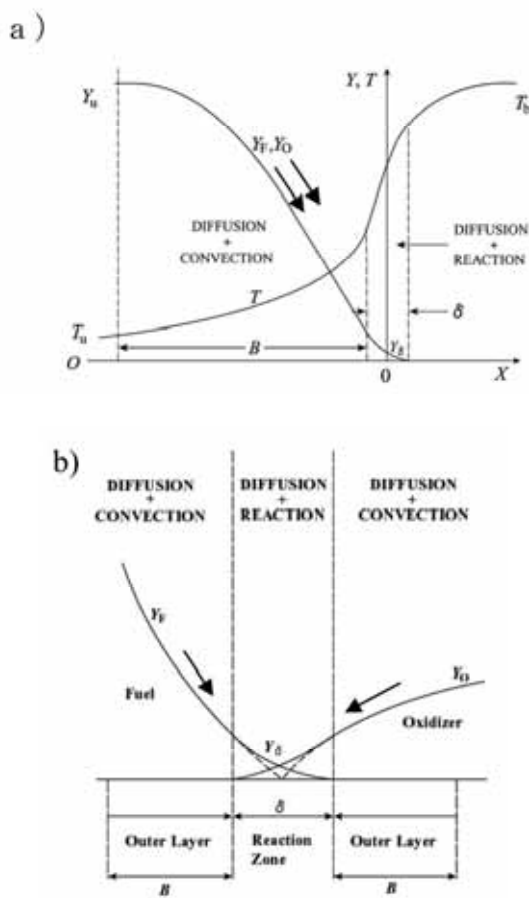 a )
Y_u
Y, T
T_b
Y_F, Y_O
DIFFUSION
+
CONVECTION
DIFFUSION
+
REACTION
T
δ
T_u
B
Y_δ
O
0
X
b)
DIFFUSION
+
CONVECTION
DIFFUSION
+
REACTION
DIFFUSION
+
CONVECTION
Y_F
Y_O
Fuel
Oxidizer
Y_δ
δ
Outer Layer
Reaction
Zone
Outer Layer
B
B